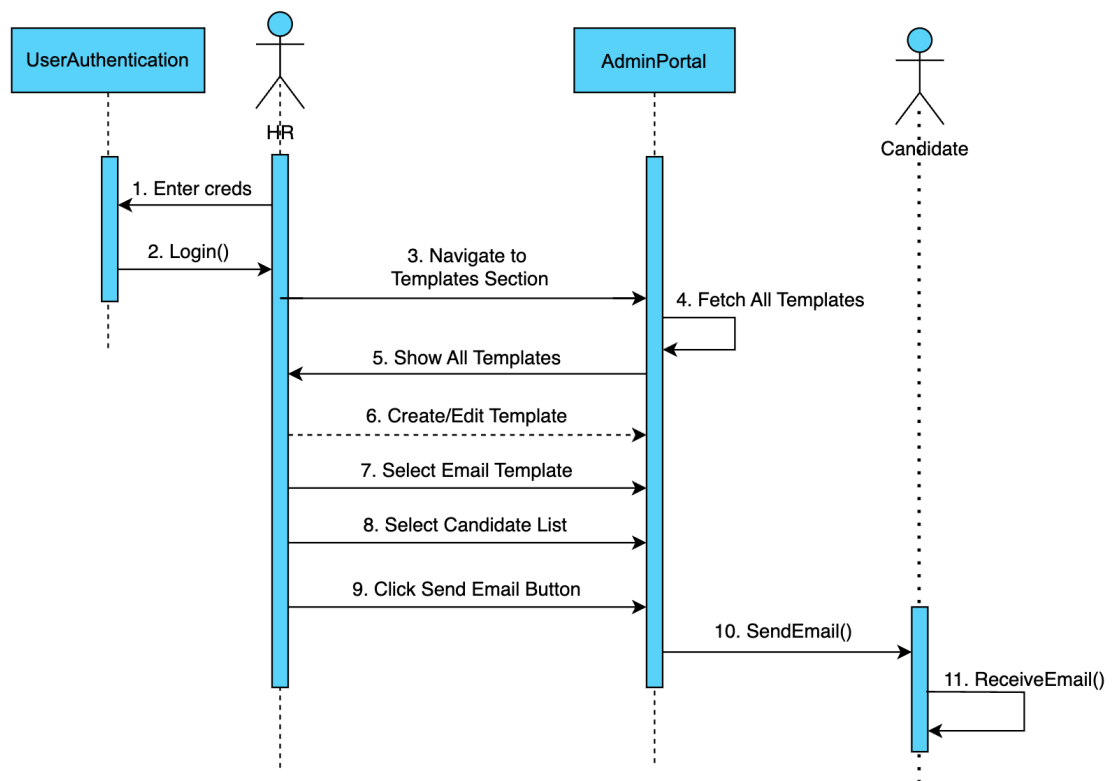 UserAuthentication
HR
AdminPortal
Candidate
1. Enter creds
2. Login()
3. Navigate to
Templates Section
4. Fetch All Templates
5. Show All Templates
6. Create/Edit Template
7. Select Email Template
8. Select Candidate List
9. Click Send Email Button
10. SendEmail()
11. ReceiveEmail()